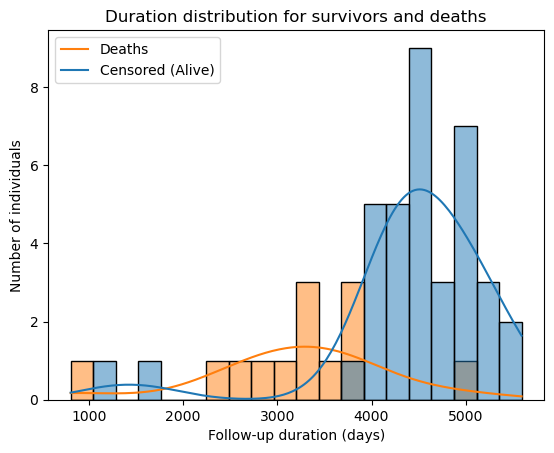 Duration distribution for survivors and deaths
Deaths
Censored (Alive)
Number of individuals
8
6
4
2
0
1000 2000 3000 4000 5000
Follow-up duration (days)